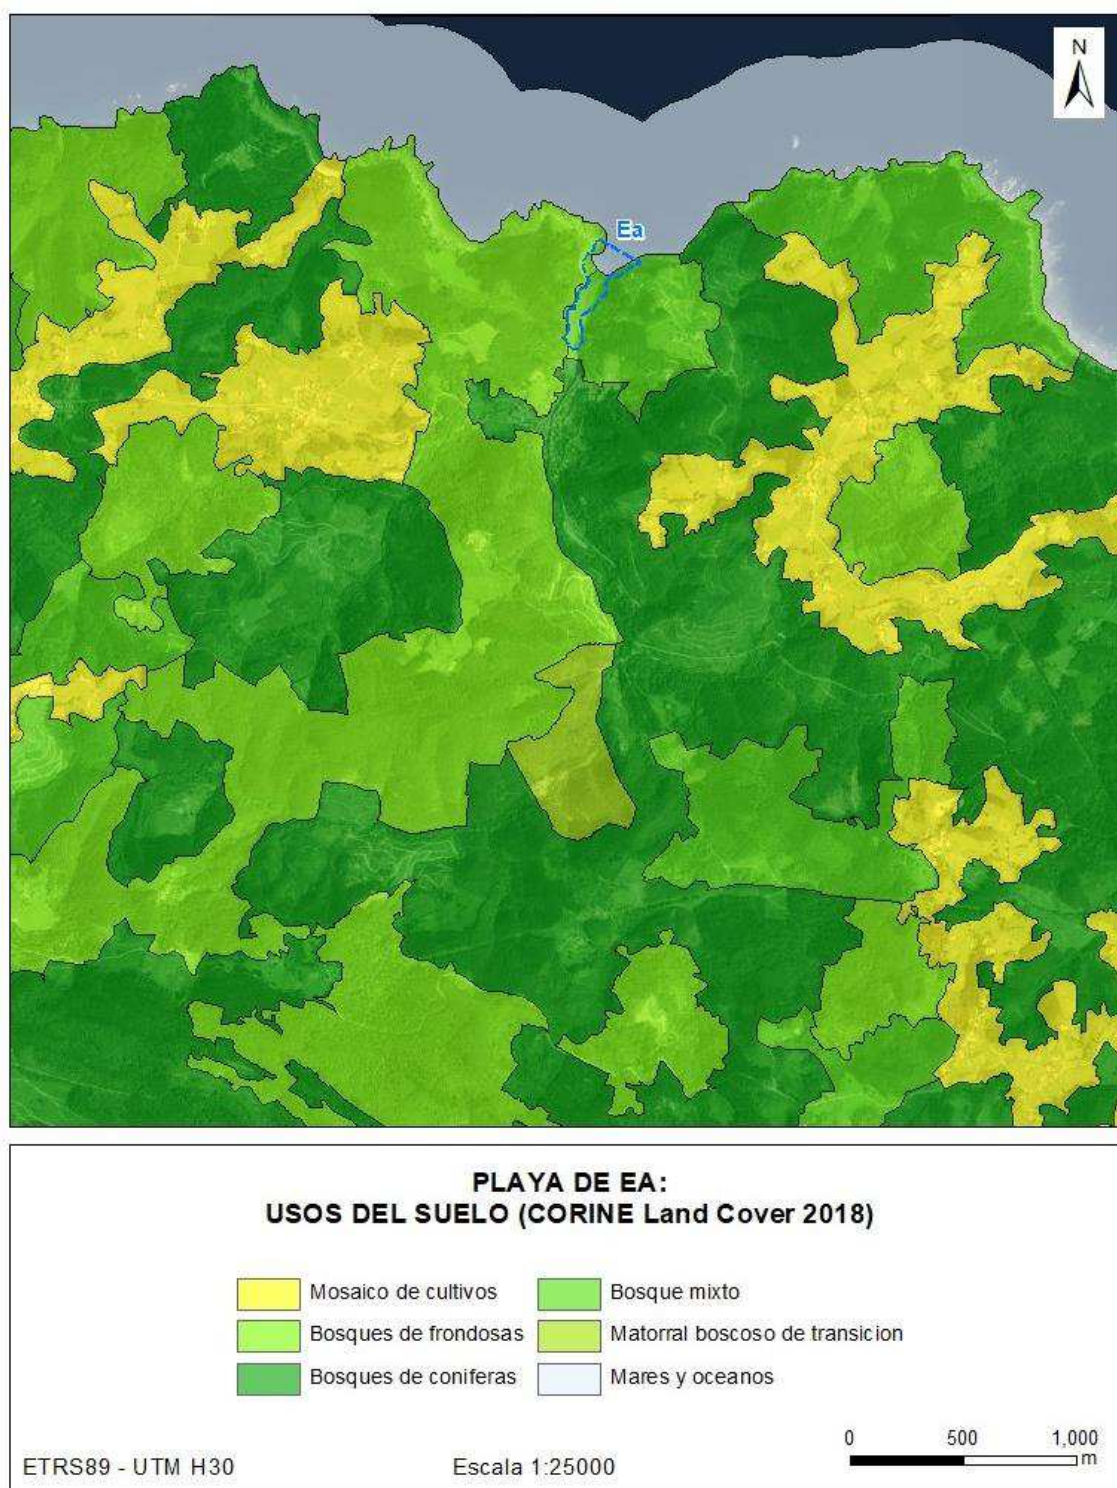 N
Ea
PLAYA DE EA:
USOS DEL SUELO (CORINE Land Cover 2018)
Mosaico de cultivos
Bosque mixto
Bosques de frondosas
Matorral boscoso de transicion
Bosques de coniferas
Mares y oceanos
0 500 1,000
m
ETRS89 - UTM H30
Escala 1:25000